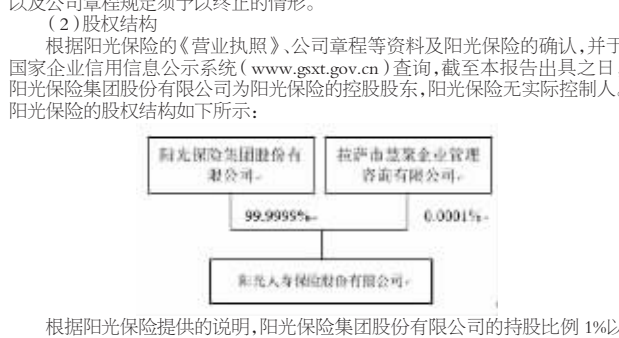 以及公司章程规定须予以终止的情形。
(2)股权结构
根据阳光保险的《营业执照》、公司章程等资料及阳光保险的确认,并于
国家企业信用信息公示系统(www.gsxt.gov.cn)查询,截至本报告出具之日,
阳光保险集团股份有限公司为阳光保险的控股股东,阳光保险无实际控制人。
阳光保险的股权结构如下所示:
阳光保险集团股份有
限公司
拉萨市慧聚企业管理
咨询有限公司
99.9999%
0.0001%
阳光人寿保险股份有限公司
根据阳光保险提供的说明,阳光保险集团股份有限公司的持股比例 1%以